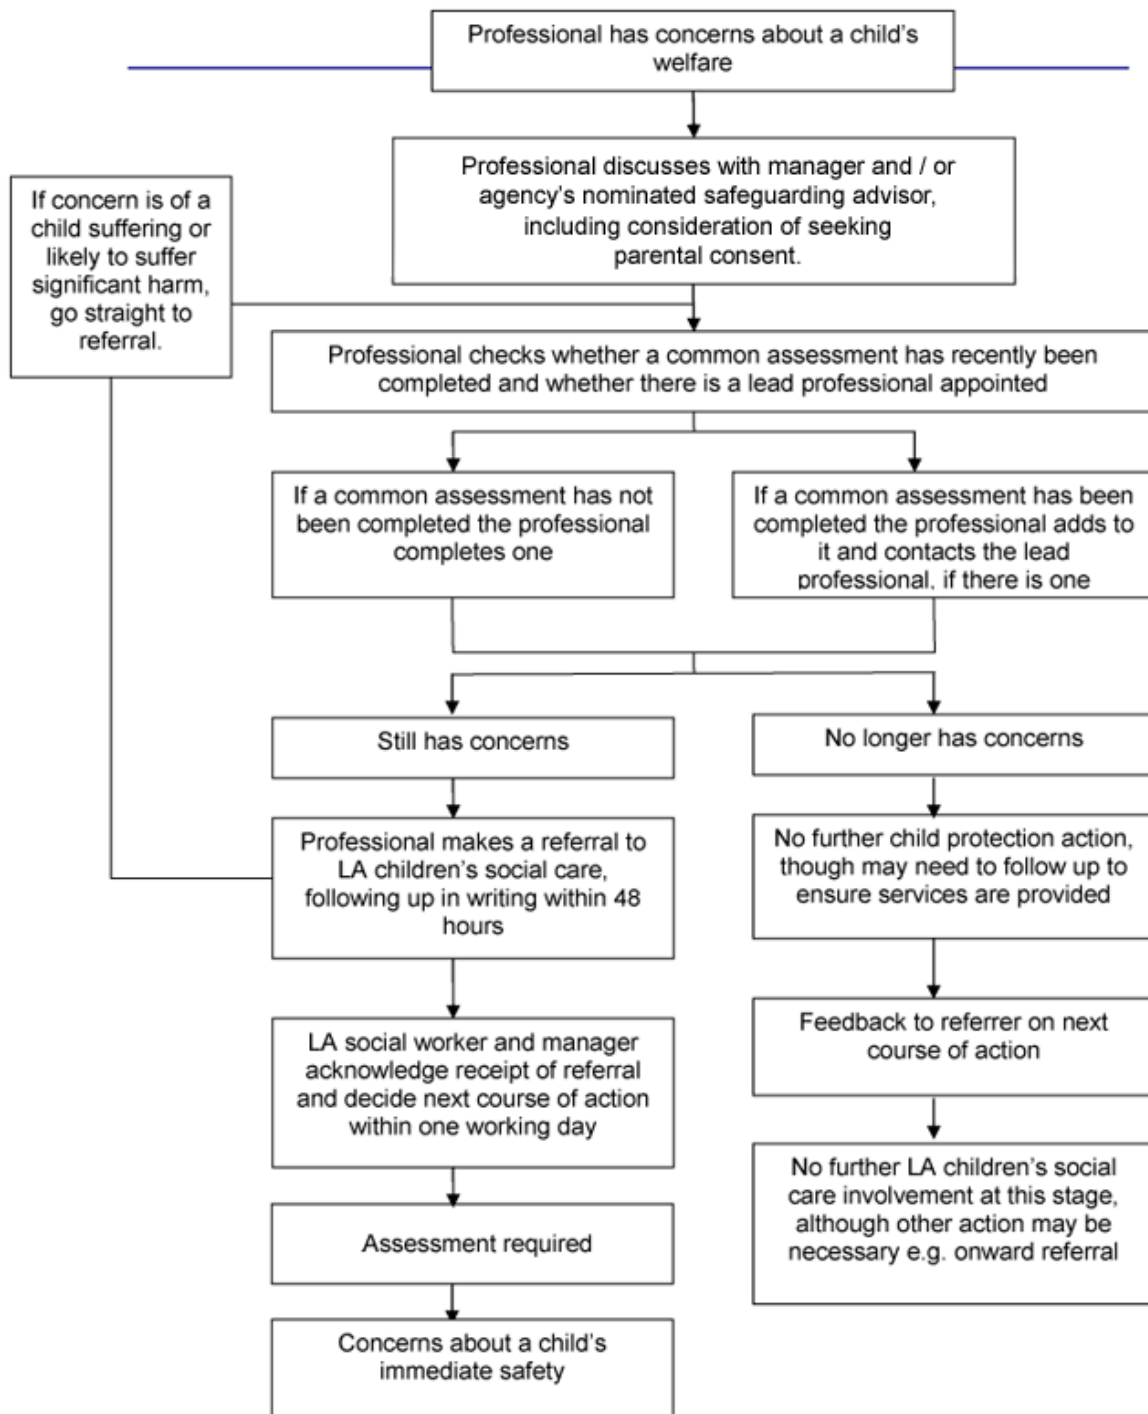 Professional has concerns about a child's
welfare
Professional discusses with manager and / or
agency's nominated safeguarding advisor,
including consideration of seeking
parental consent.
If concern is of a
child suffering or
likely to suffer
significant harm,
go straight to
referral.
Professional checks whether a common assessment has recently been
completed and whether there is a lead professional appointed
If a common assessment has not
been completed the professional
completes one
If a common assessment has been
completed the professional adds to
it and contacts the lead
professional, if there is one
Still has concerns
No longer has concerns
Professional makes a referral to
LA children's social care,
following up in writing within 48
hours
No further child protection action,
though may need to follow up to
ensure services are provided
LA social worker and manager
acknowledge receipt of referral
and decide next course of action
within one working day
Feedback to referrer on next
course of action
Assessment required
No further LA children's social
care involvement at this stage,
although other action may be
necessary e.g. onward referral
Concerns about a child's
immediate safety